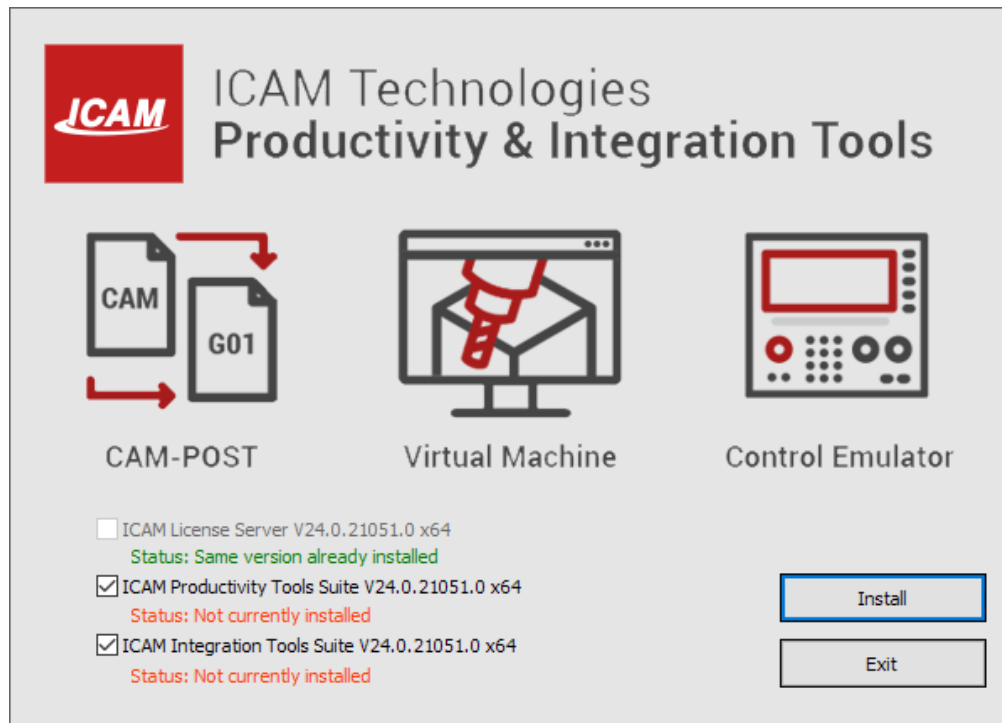 ICAM
ICAM Technologies
Productivity & Integration Tools
CAM
G01
CAM-POST
Virtual Machine
Control Emulator
ICAM License Server V24.0.21051.0 x64
Status: Same version already installed
ICAM Productivity Tools Suite V24.0.21051.0 x64
Status: Not currently installed
ICAM Integration Tools Suite V24.0.21051.0 x64
Status: Not currently installed
Install
Exit